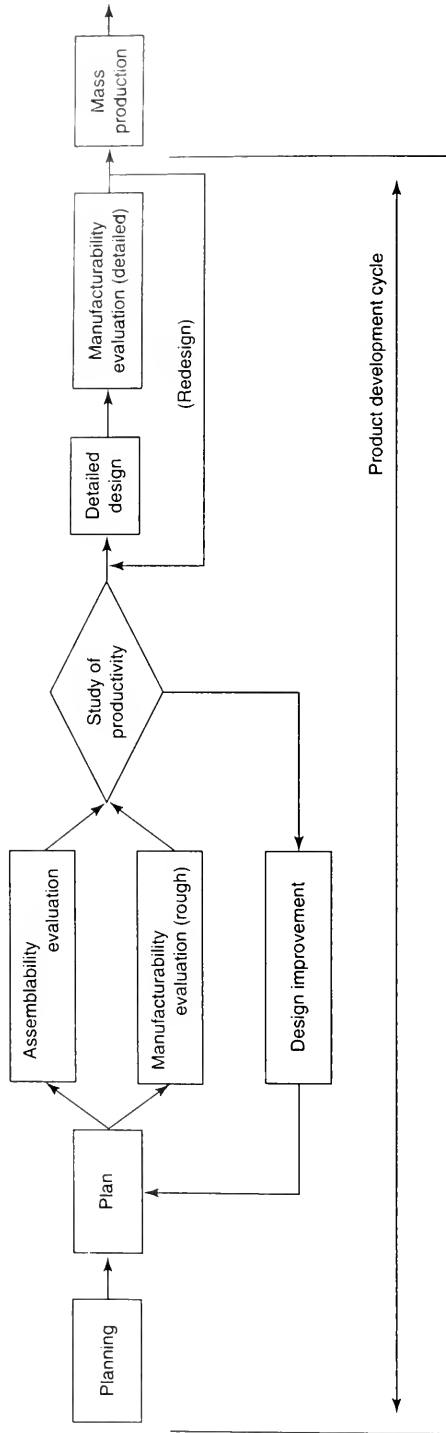 Planning
Plan
Assemblability
evaluation
Manufacturability
evaluation (rough)
Design improvement
Study of
productivity
Detailed
design
(Redesign)
Manufacturability
evaluation (detailed)
Mass
production
Product development cycle